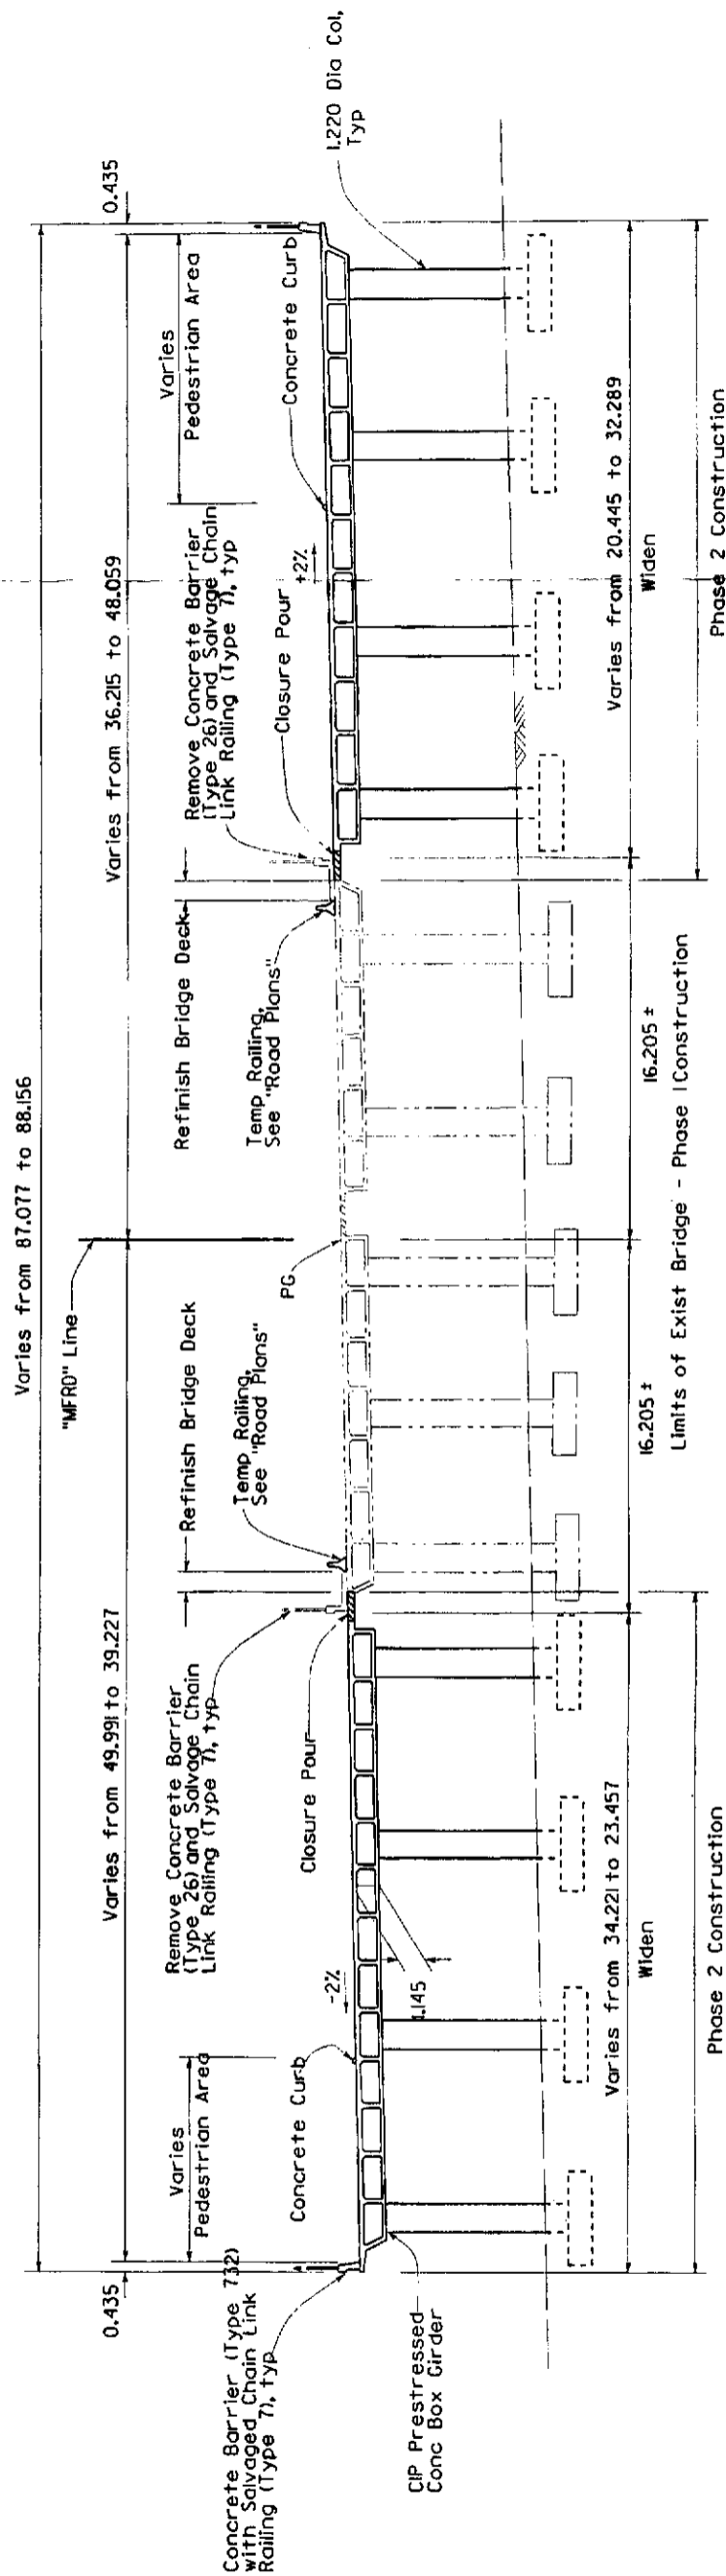 Varies from 87.077 to 88.156
0.435
Varies from 49.991 to 39.227
"MFRD" Line
Varies from 36.215 to 48.059
0.435
Concrete Barrier (Type 732)
with Salvaged Chain Link
Railing (Type 7), typ
Varies
Pedestrian Area
Remove Concrete Barrier
(Type 26) and Salvage Chain
Link Railing (Type 7), typ
Refinish Bridge Deck
Refinish Bridge Deck
Remove Concrete Barrier
(Type 26) and Salvage Chain
Link Railing (Type 7), typ
Varies
Pedestrian Area
Concrete Curb
-2%
Closure Pour
Temp Railing,
See "Road Plans"
PG
Temp Railing,
See "Road Plans"
Closure Pour
+2%
Concrete Curb
1.220 Dia Col,
Typ
CIP Prestressed
Conc Box Girder
1.145
Varies from 34.221 to 23.457
Widen
16.205 ±
16.205 ±
Varies from 20.445 to 32.289
Widen
Limits of Exist Bridge - Phase 1 Construction
Phase 2 Construction
Phase 2 Construction